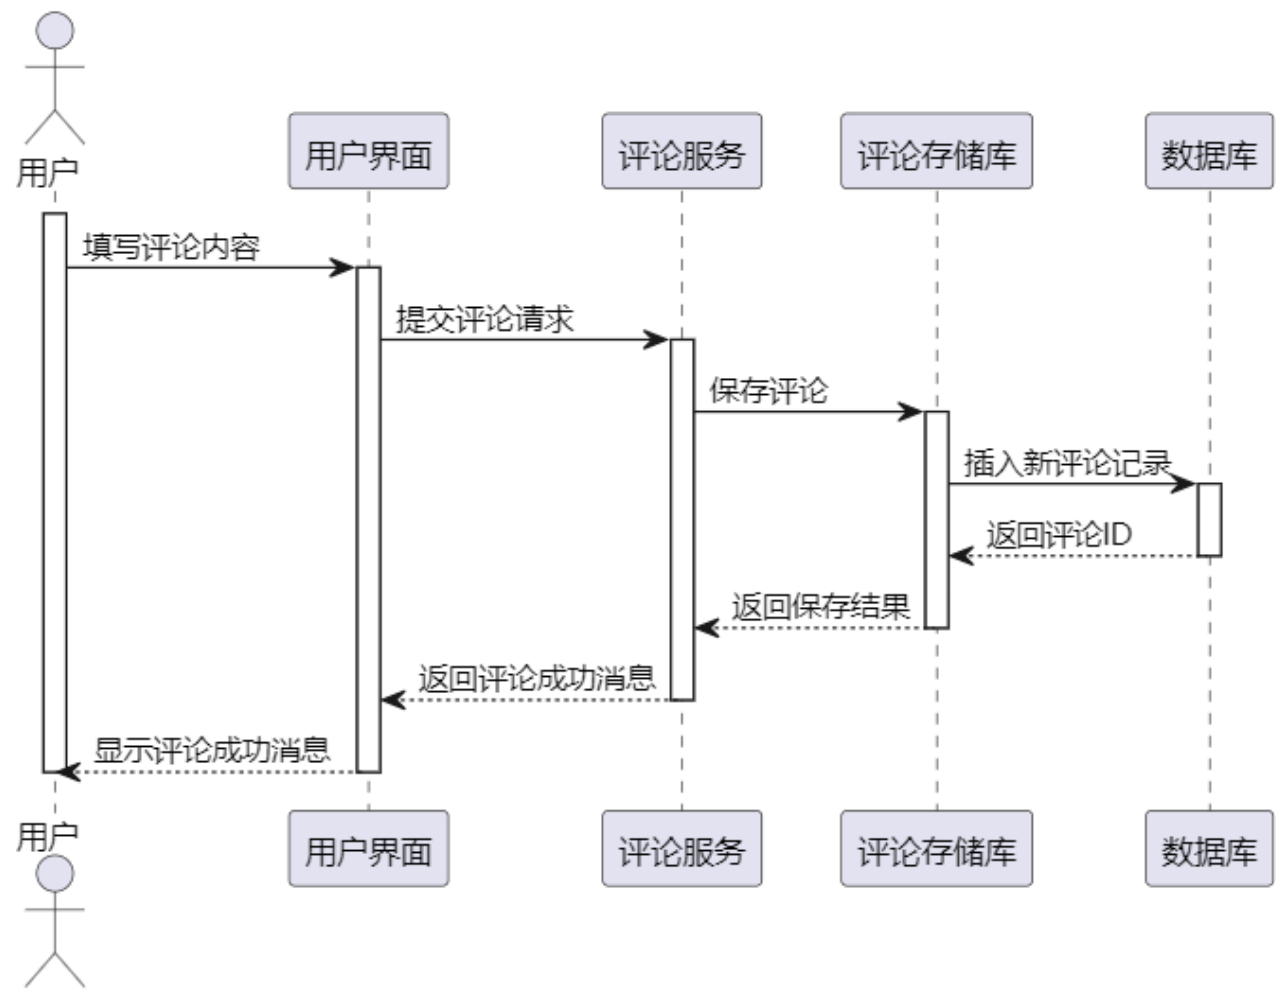 用户
用户界面
评论服务
评论存储库
数据库
填写评论内容
提交评论请求
保存评论
插入新评论记录
返回评论ID
返回保存结果
返回评论成功消息
显示评论成功消息
用户
用户界面
评论服务
评论存储库
数据库